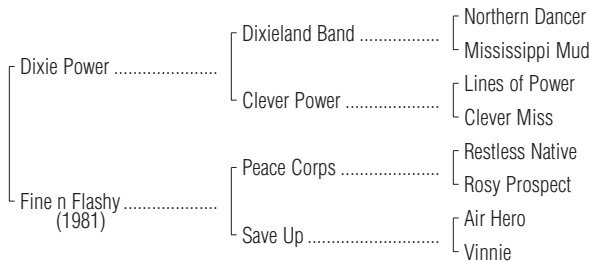 Northern Dancer
Dixieland Band ..................
Mississippi Mud
Dixie Power .......................
Lines of Power
Clever Power .....................
Clever Miss
Restless Native
Peace Corps ......................
Rosy Prospect
Fine n Flashy .....................
(1981)
Air Hero
Save Up .............................
Vinnie